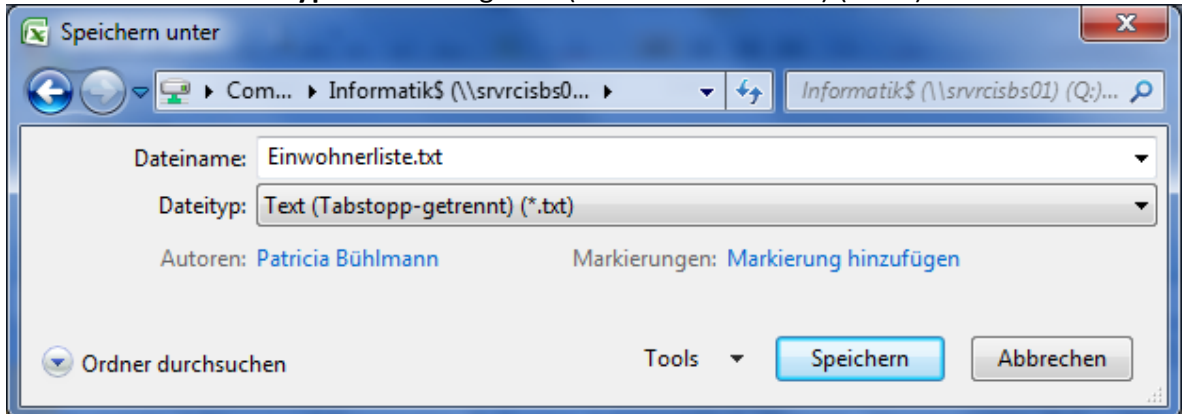 Speichern unter
Com... Informatik$ (\\srvrcisbs0... Informatik$ (\\srvrcisbs01) (Q:)...
Dateiname: Einwohnerliste.txt
Dateityp: Text (Tabstopp-getrennt) (*.txt)
Autoren: Patricia Bühlmann Markierungen: Markierung hinzufügen
Ordner durchsuchen Tools Speichern Abbrechen